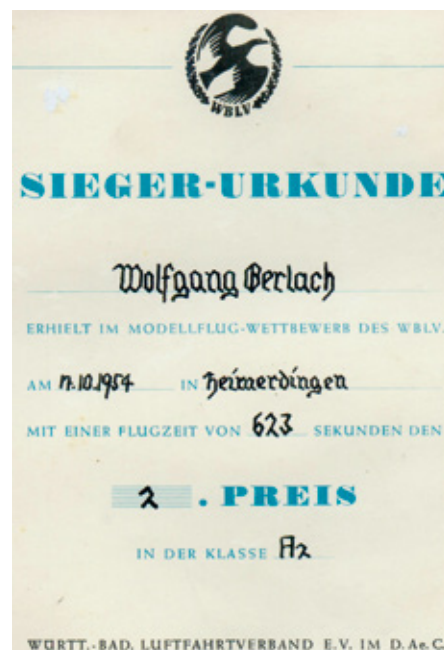 WBLV
SIEGER-URKUNDE
Wolfgang Gerlach
ERHIELT IM MODELLFLUG-WETTBEWERB DES WBLV.
AM 17.10.1954 IN Heimerdingen
MIT EINER FLUGZEIT VON 623 SEKUNDEN DEN
2. PREIS
IN DER KLASSE A2
WÜRTT.-BAD. LUFTFAHRTVERBAND E.V. IM D.Ae.C